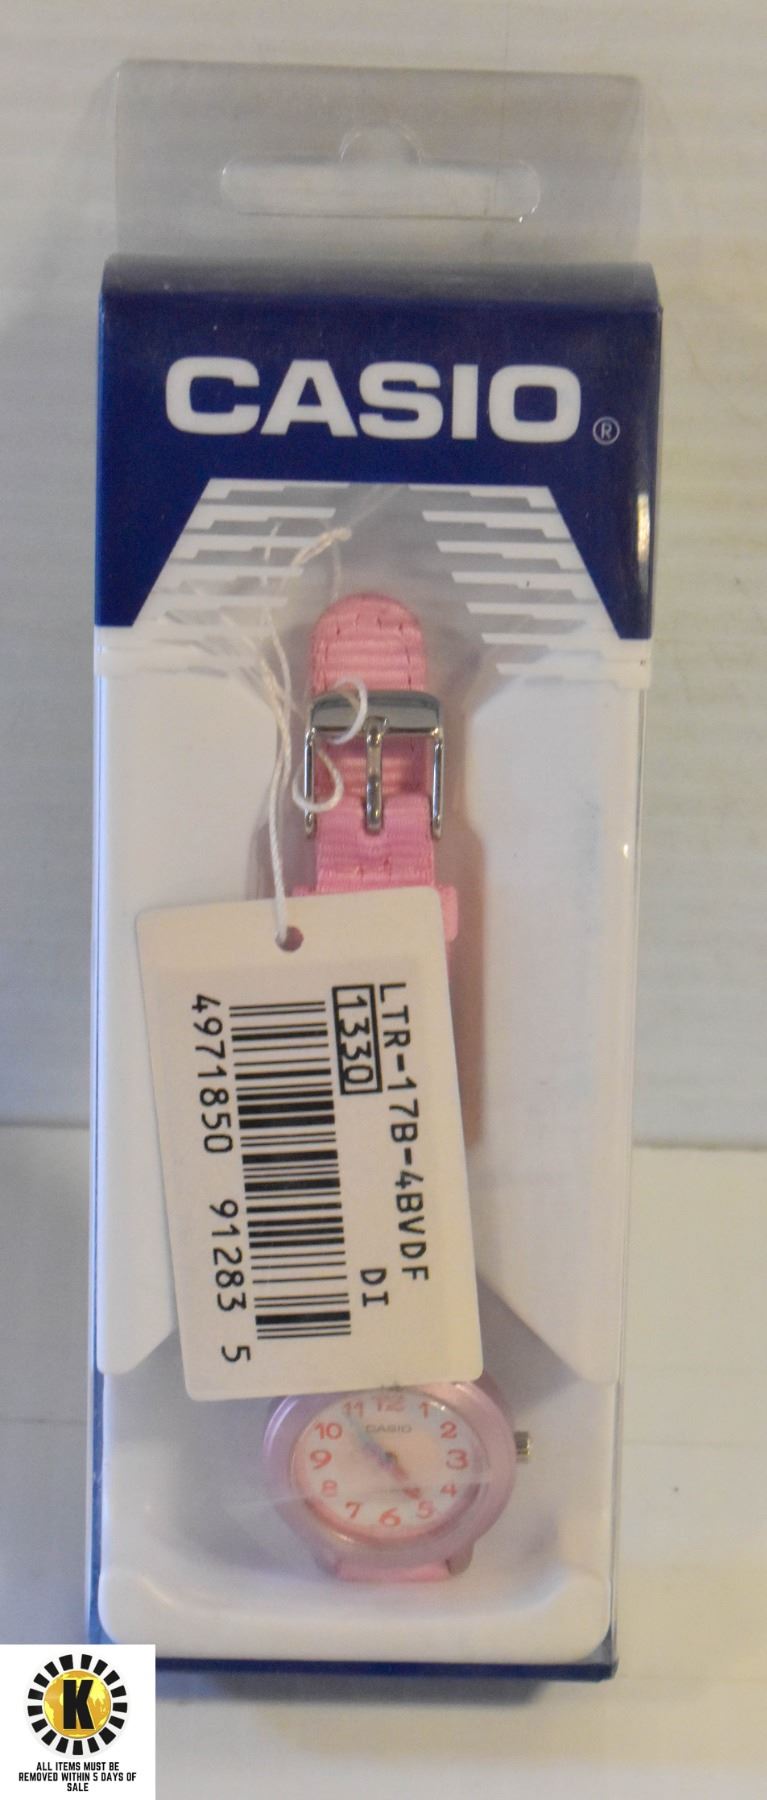 CASIO®
LTR-17B-4BVDF
1330
DI
4971850 91283 5
12
11 1
10 2
CASIO
9 3
8 4
7 5
6
K
ALL ITEMS MUST BE
REMOVED WITHIN 5 DAYS OF
SALE